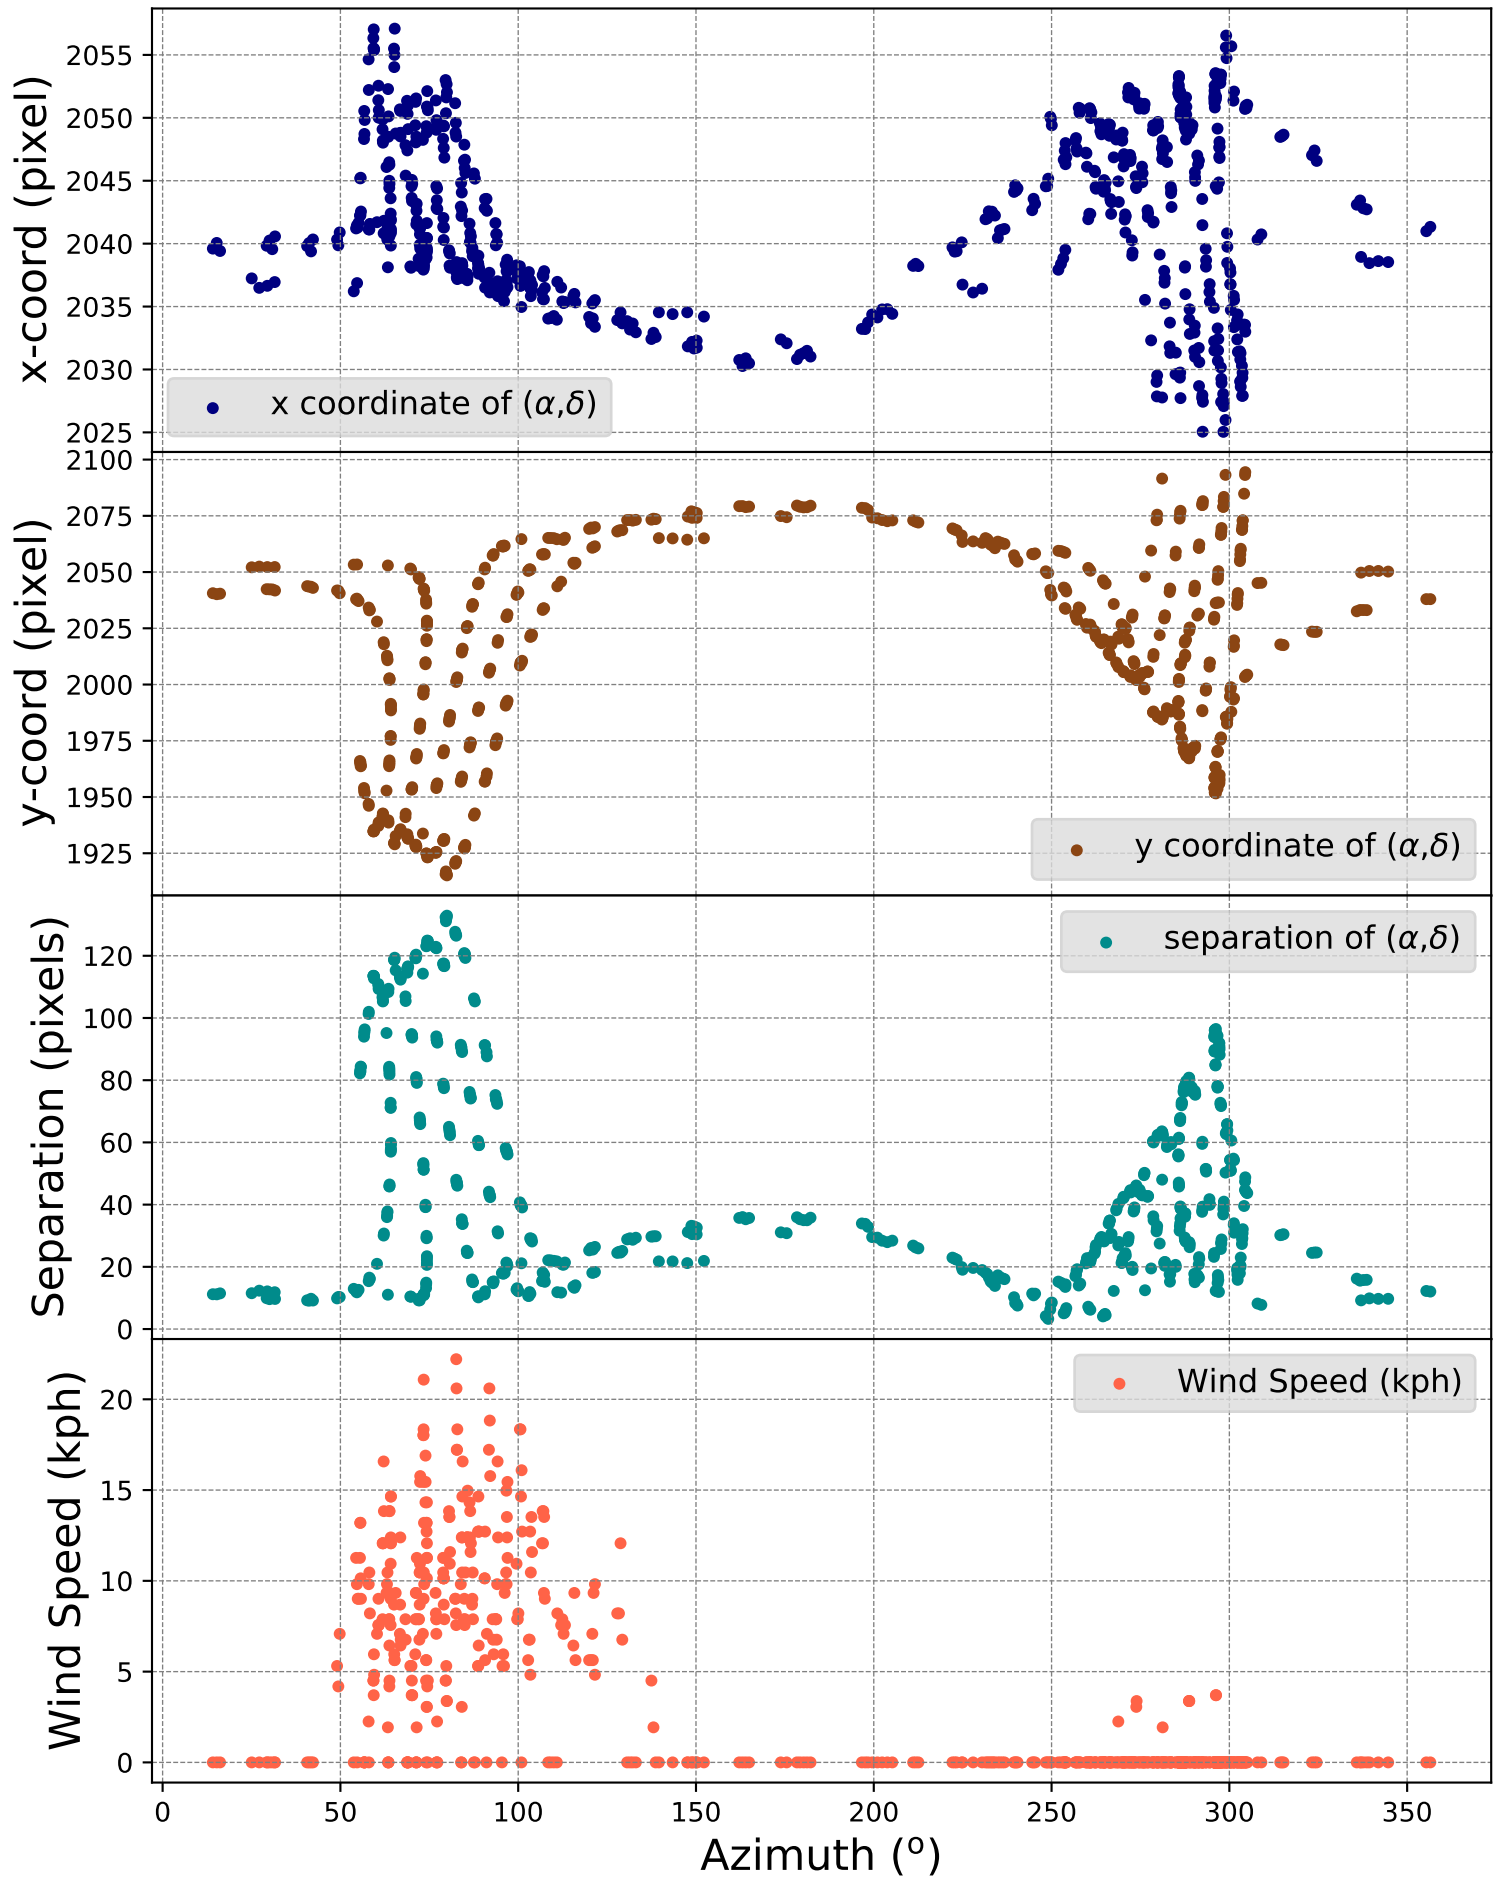 x-coord (pixel)
2055
2050
2045
2040
2035
2030
2025
x coordinate of (α,δ)
y-coord (pixel)
2100
2075
2050
2025
2000
1975
1950
1925
y coordinate of (α,δ)
Separation (pixels)
120
100
80
60
40
20
0
separation of (α,δ)
Wind Speed (kph)
20
15
10
5
0
Wind Speed (kph)
0 50 100 150 200 250 300 350
Azimuth (º)